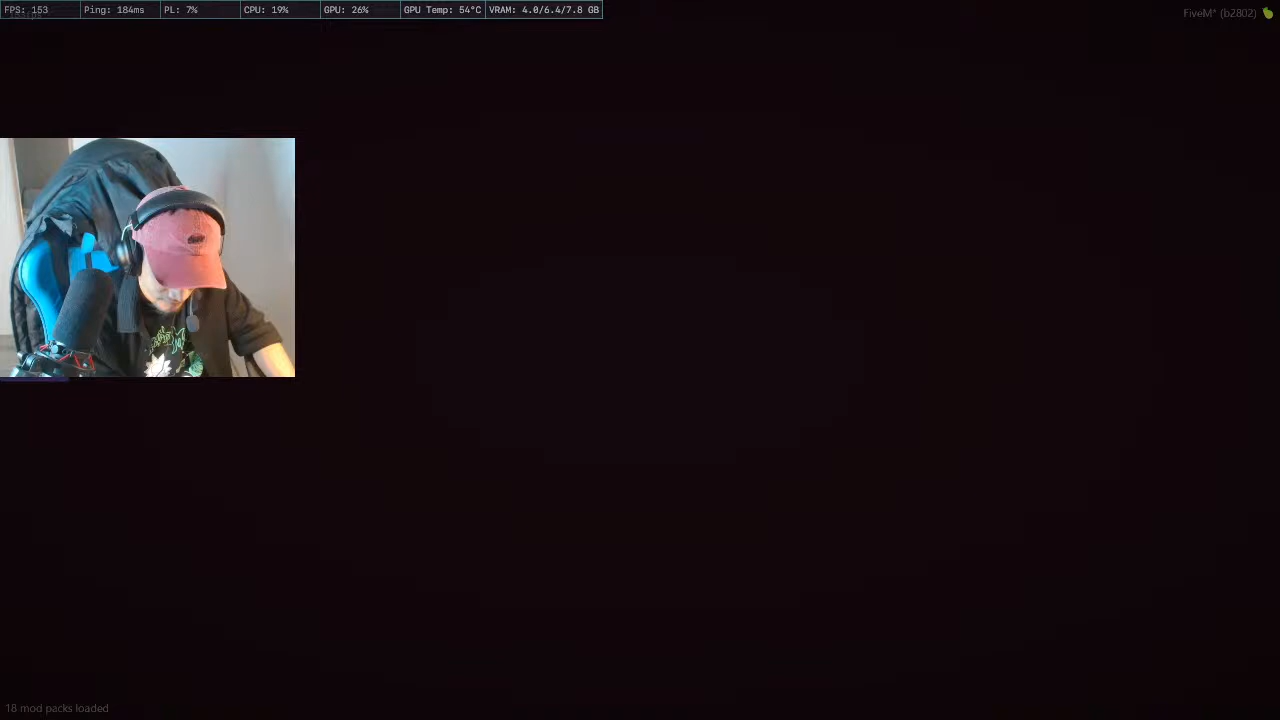 FPS: 153 Ping: 184ms PL: 7% CPU: 19% GPU: 26% GPU Temp: 54°C VRAM: 4.0/6.4/7.8 GB
FiveM* (b2802)
18 mod packs loaded